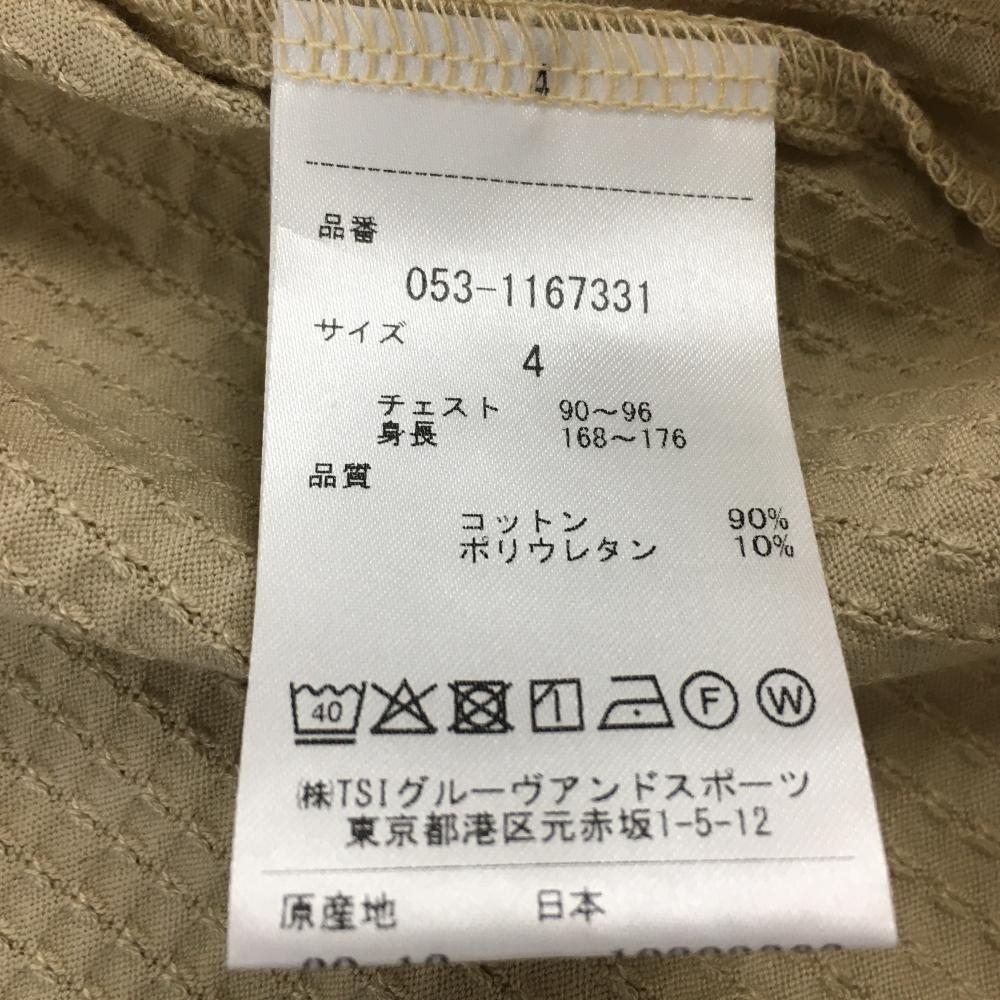 4
品番
053-1167331
サイズ
4
チェスト 90～96
身長 168～176
品質
コットン 90%
ポリウレタン 10%
40 1 F W
㈱TSIグルーヴアンドスポーツ
東京都港区元赤坂1-5-12
原産地 日本